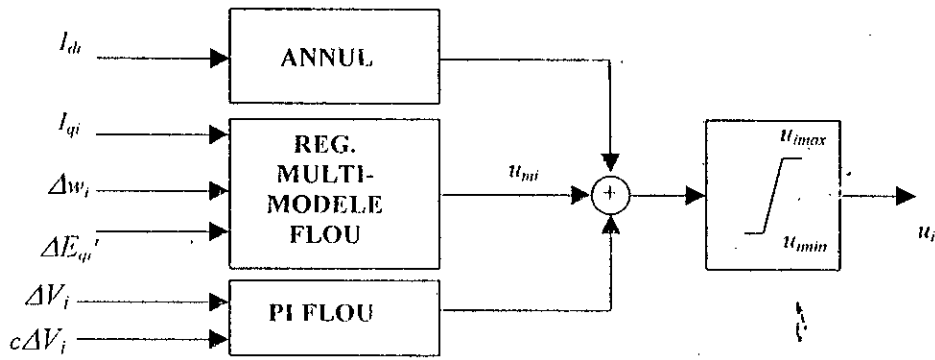 I_di
ANNUL
I_qi
Δw_i
ΔE_qi'
REG.
MULTI-
MODELE
FLOU
u_mi
+
u_imax
u_imin
u_i
ΔV_i
cΔV_i
PI FLOU